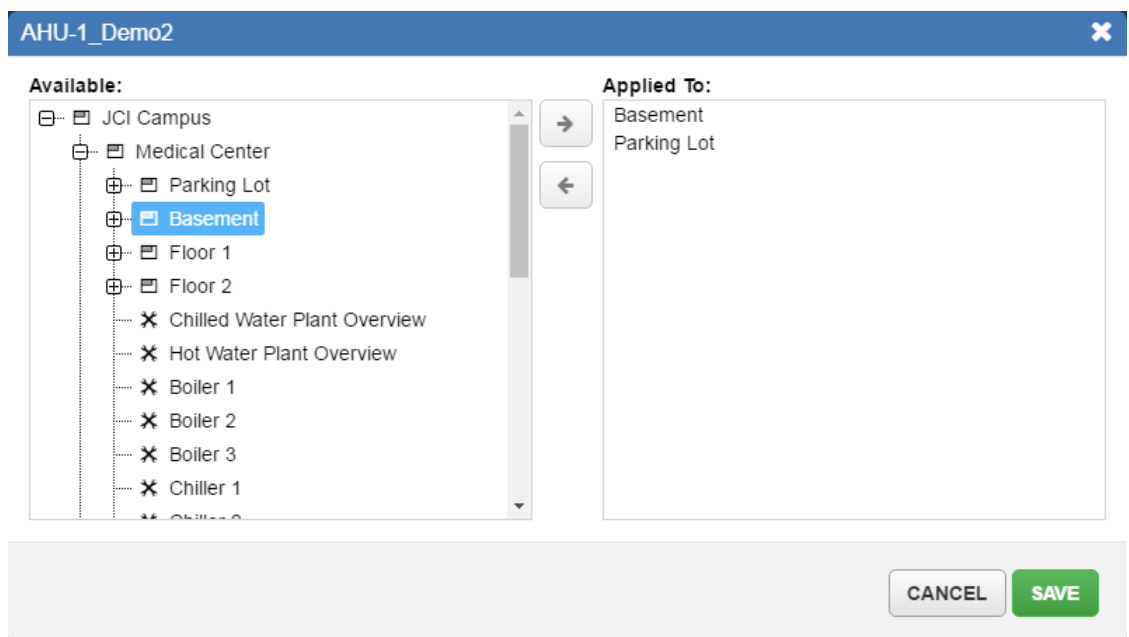 AHU-1_Demo2
Available:
JCI Campus
Medical Center
Parking Lot
Basement
Floor 1
Floor 2
Chilled Water Plant Overview
Hot Water Plant Overview
Boiler 1
Boiler 2
Boiler 3
Chiller 1
Applied To:
Basement
Parking Lot
CANCEL
SAVE